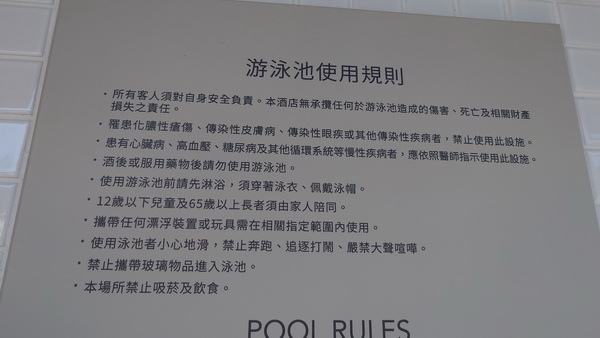 游泳池使用規則
・所有客人須對自身安全負責。本酒店無承攬任何於游泳池造成的傷害、死亡及相關財產
損失之責任。
・罹患化膿性瘡傷、傳染性皮膚病、傳染性眼疾或其他傳染性疾病者，禁止使用此設施。
・患有心臟病、高血壓、糖尿病及其他循環系統等慢性疾病者，應依照醫師指示使用此設施。
・酒後或服用藥物後請勿使用游泳池。
・使用游泳池前請先淋浴，須穿著泳衣、佩戴泳帽。
・12歲以下兒童及65歲以上長者須由家人陪同。
・攜帶任何漂浮裝置或玩具需在相關指定範圍內使用。
・使用泳池者小心地滑，禁止奔跑、追逐打鬧、嚴禁大聲喧嘩。
・禁止攜帶玻璃物品進入泳池。
・本場所禁止吸菸及飲食。
POOL RULES